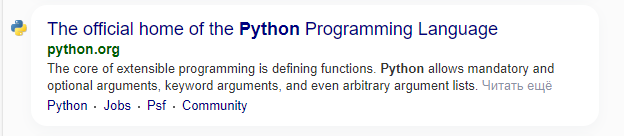 The official home of the Python Programming Language
python.org
The core of extensible programming is defining functions. Python allows mandatory and
optional arguments, keyword arguments, and even arbitrary argument lists. Читать ещё
Python · Jobs · Psf · Community